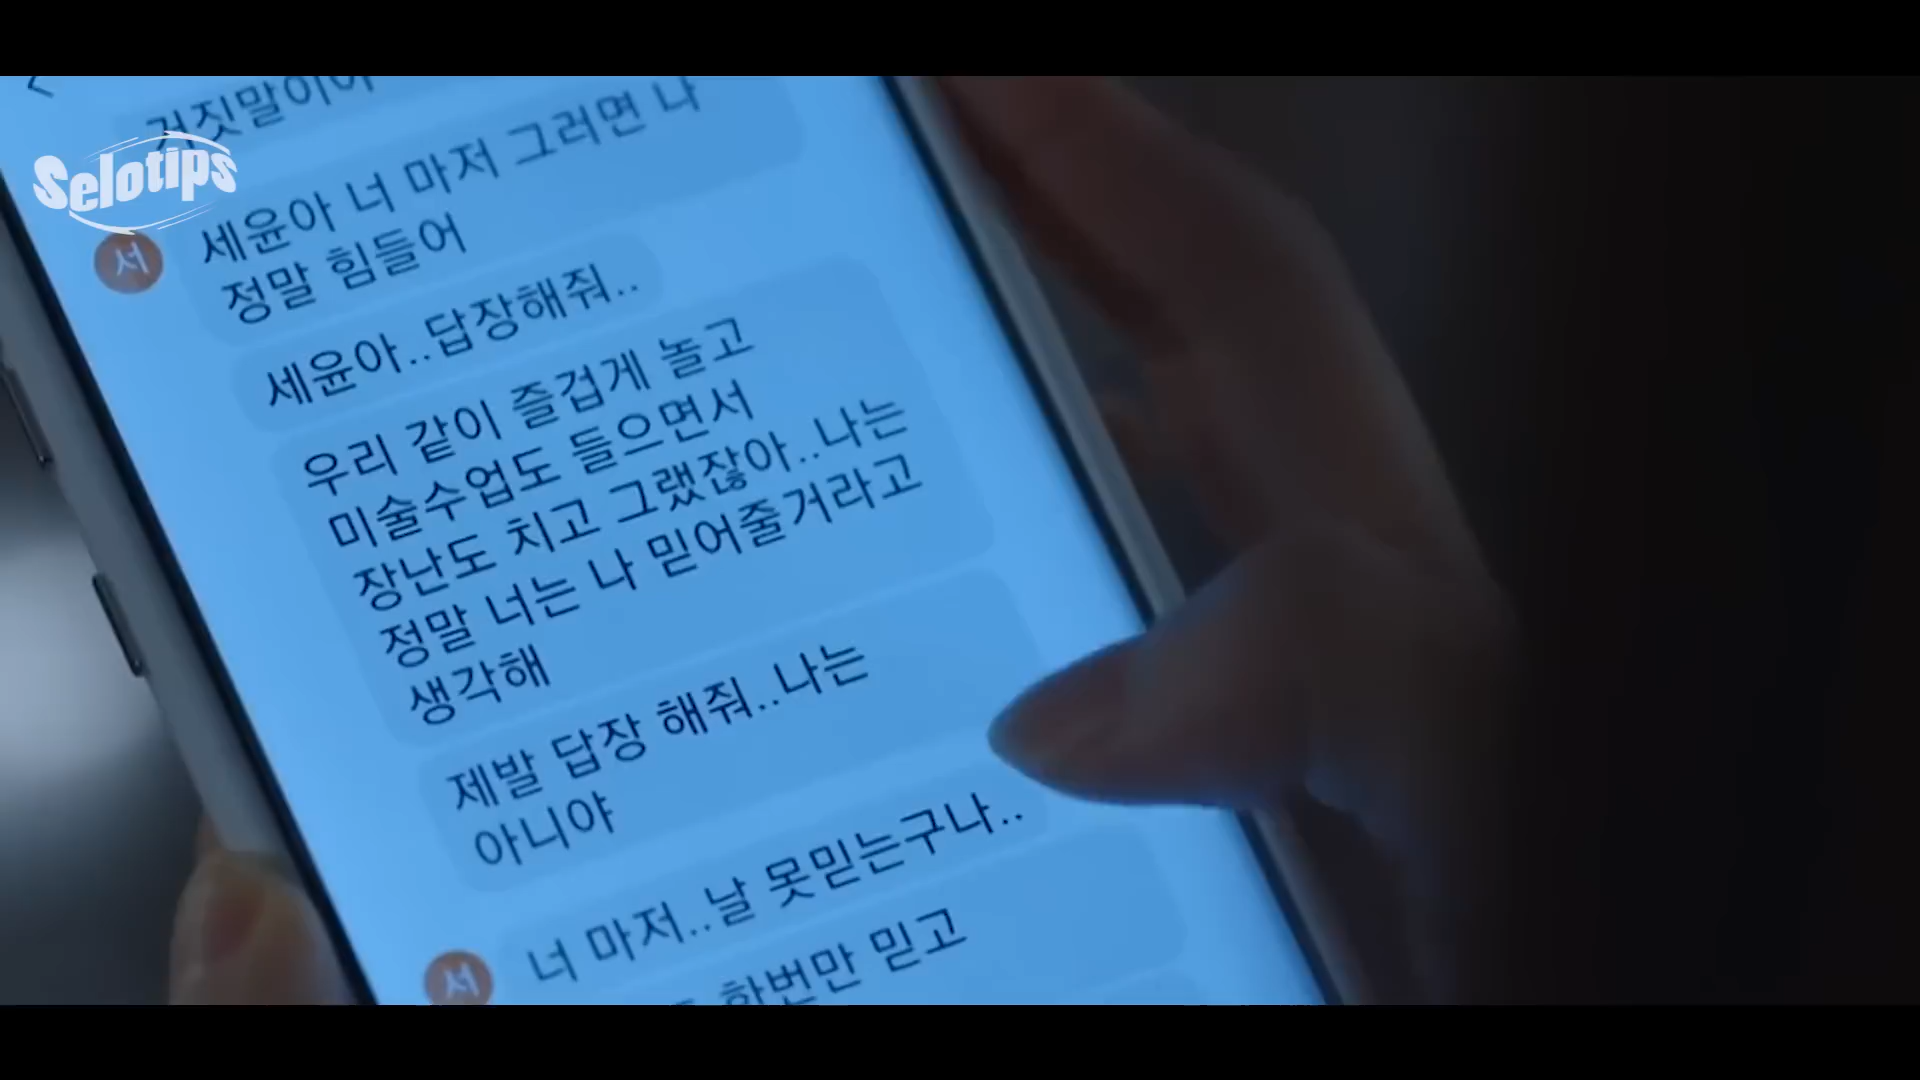 거짓말이야
Selotips
세윤아 너 마저 그러면 나
서
정말 힘들어
세윤아..답장해줘..
우리 같이 즐겁게 놀고
미술수업도 들으면서
장난도 치고 그랬잖아..나는
정말 너는 나 믿어줄거라고
생각해
제발 답장 해줘..나는
아니야
너 마저..날 못믿는구나..
서
한번만 믿고